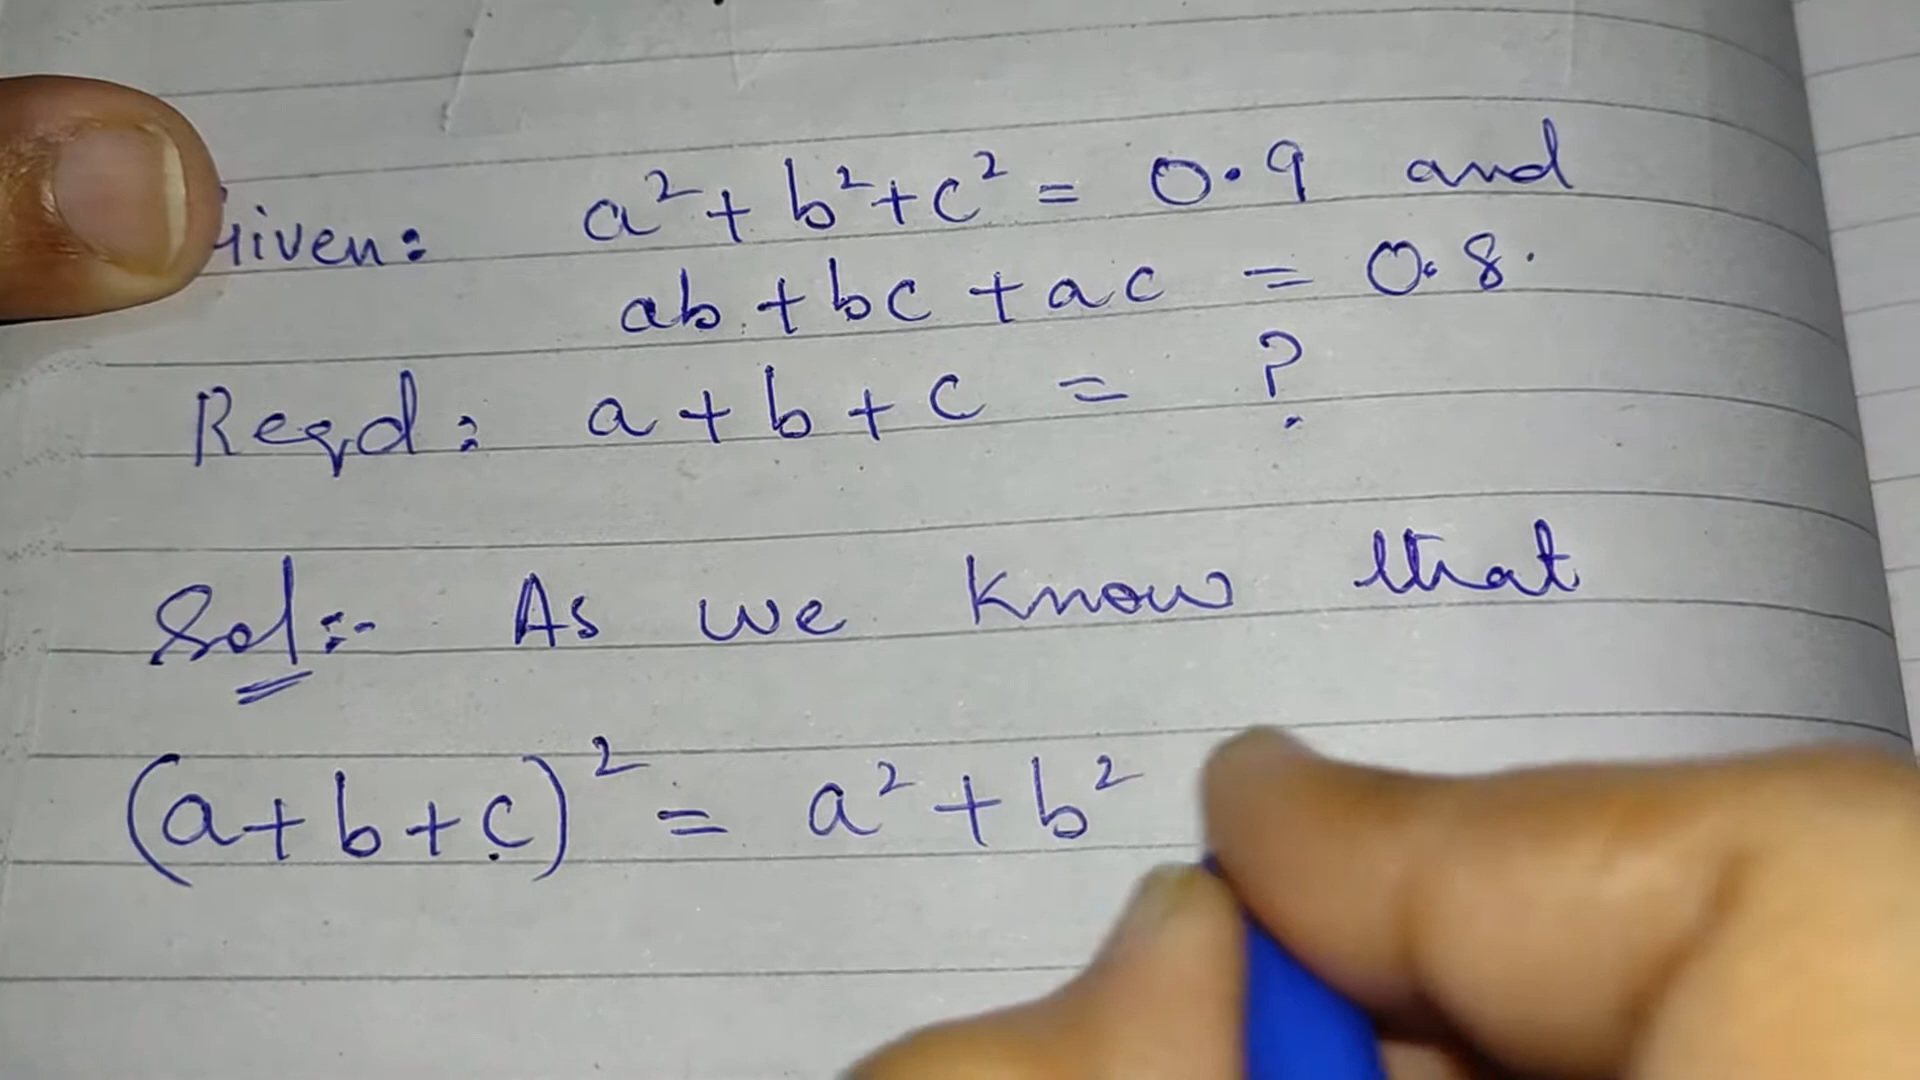 Given: a² + b² + c² = 0.9 and
ab + bc + ac = 0.8.
Reqd: a + b + c = ?
Sol:- As we know that
(a + b + c)² = a² + b²